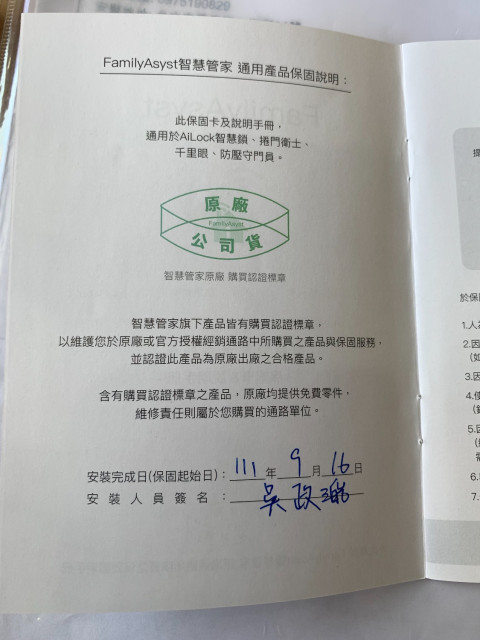 0975190829
FamilyAsyst智慧管家 通用產品保固說明：
此保固卡及說明手冊，
通用於AiLock智慧鎖、捲門衛士、
千里眼、防壓守門員。
原廠
FamilyAsyst
公司貨
智慧管家原廠 購買認證標章
智慧管家旗下產品皆有購買認證標章，
以維護您於原廠或官方授權經銷通路中所購買之產品與保固服務，
並認證此產品為原廠出廠之合格產品。
含有購買認證標章之產品，原廠均提供免費零件，
維修責任則屬於您購買的通路單位。
安裝完成日(保固起始日)：111年9月16日
安裝人員簽名：吳政
提
於保
1.人
2.因
(如
3.因
4.使
5.因
6.
7.